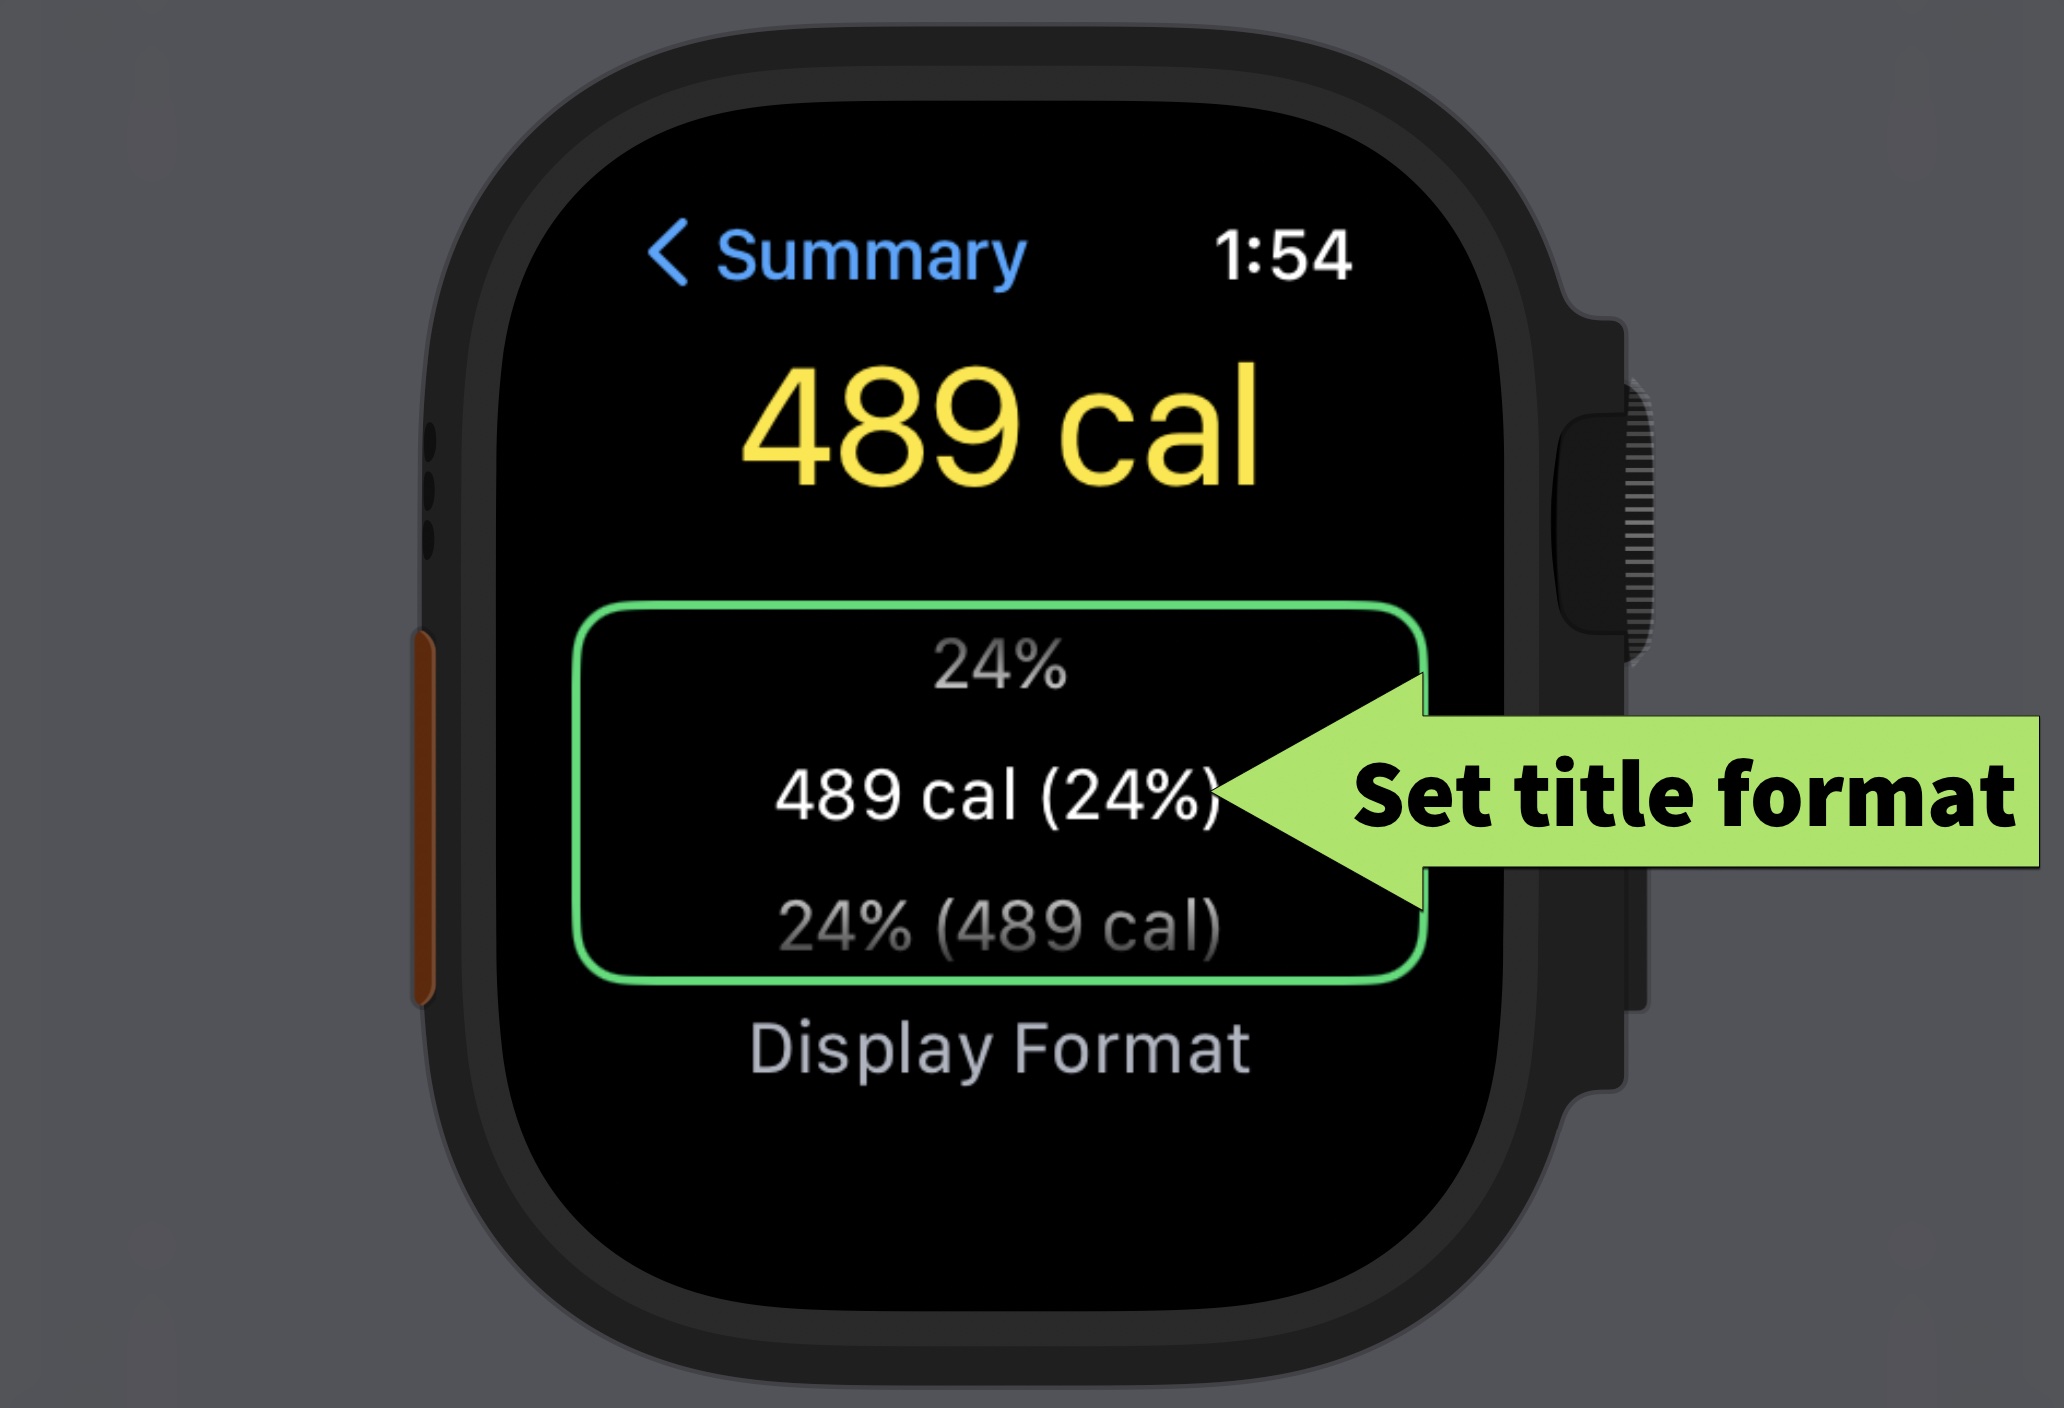 Summary
1:54
489 cal
24%
489 cal (24%)
Set title format
24% (489 cal)
Display Format